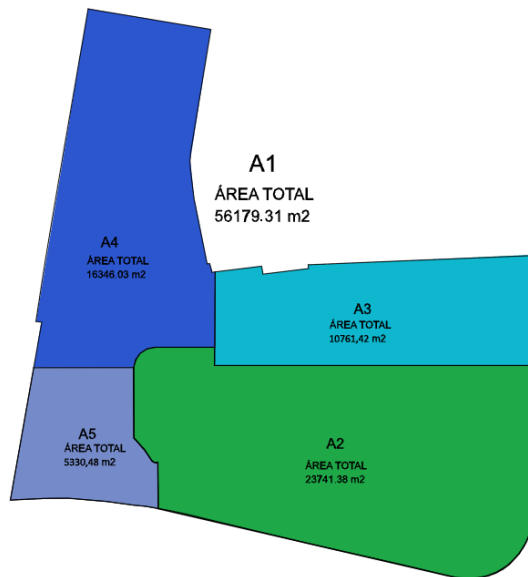 A1
ÁREA TOTAL
56179.31 m2
A4
ÁREA TOTAL
16346.03 m2
A3
ÁREA TOTAL
10761,42 m2
A5
ÁREA TOTAL
5330,48 m2
A2
ÁREA TOTAL
23741.38 m2